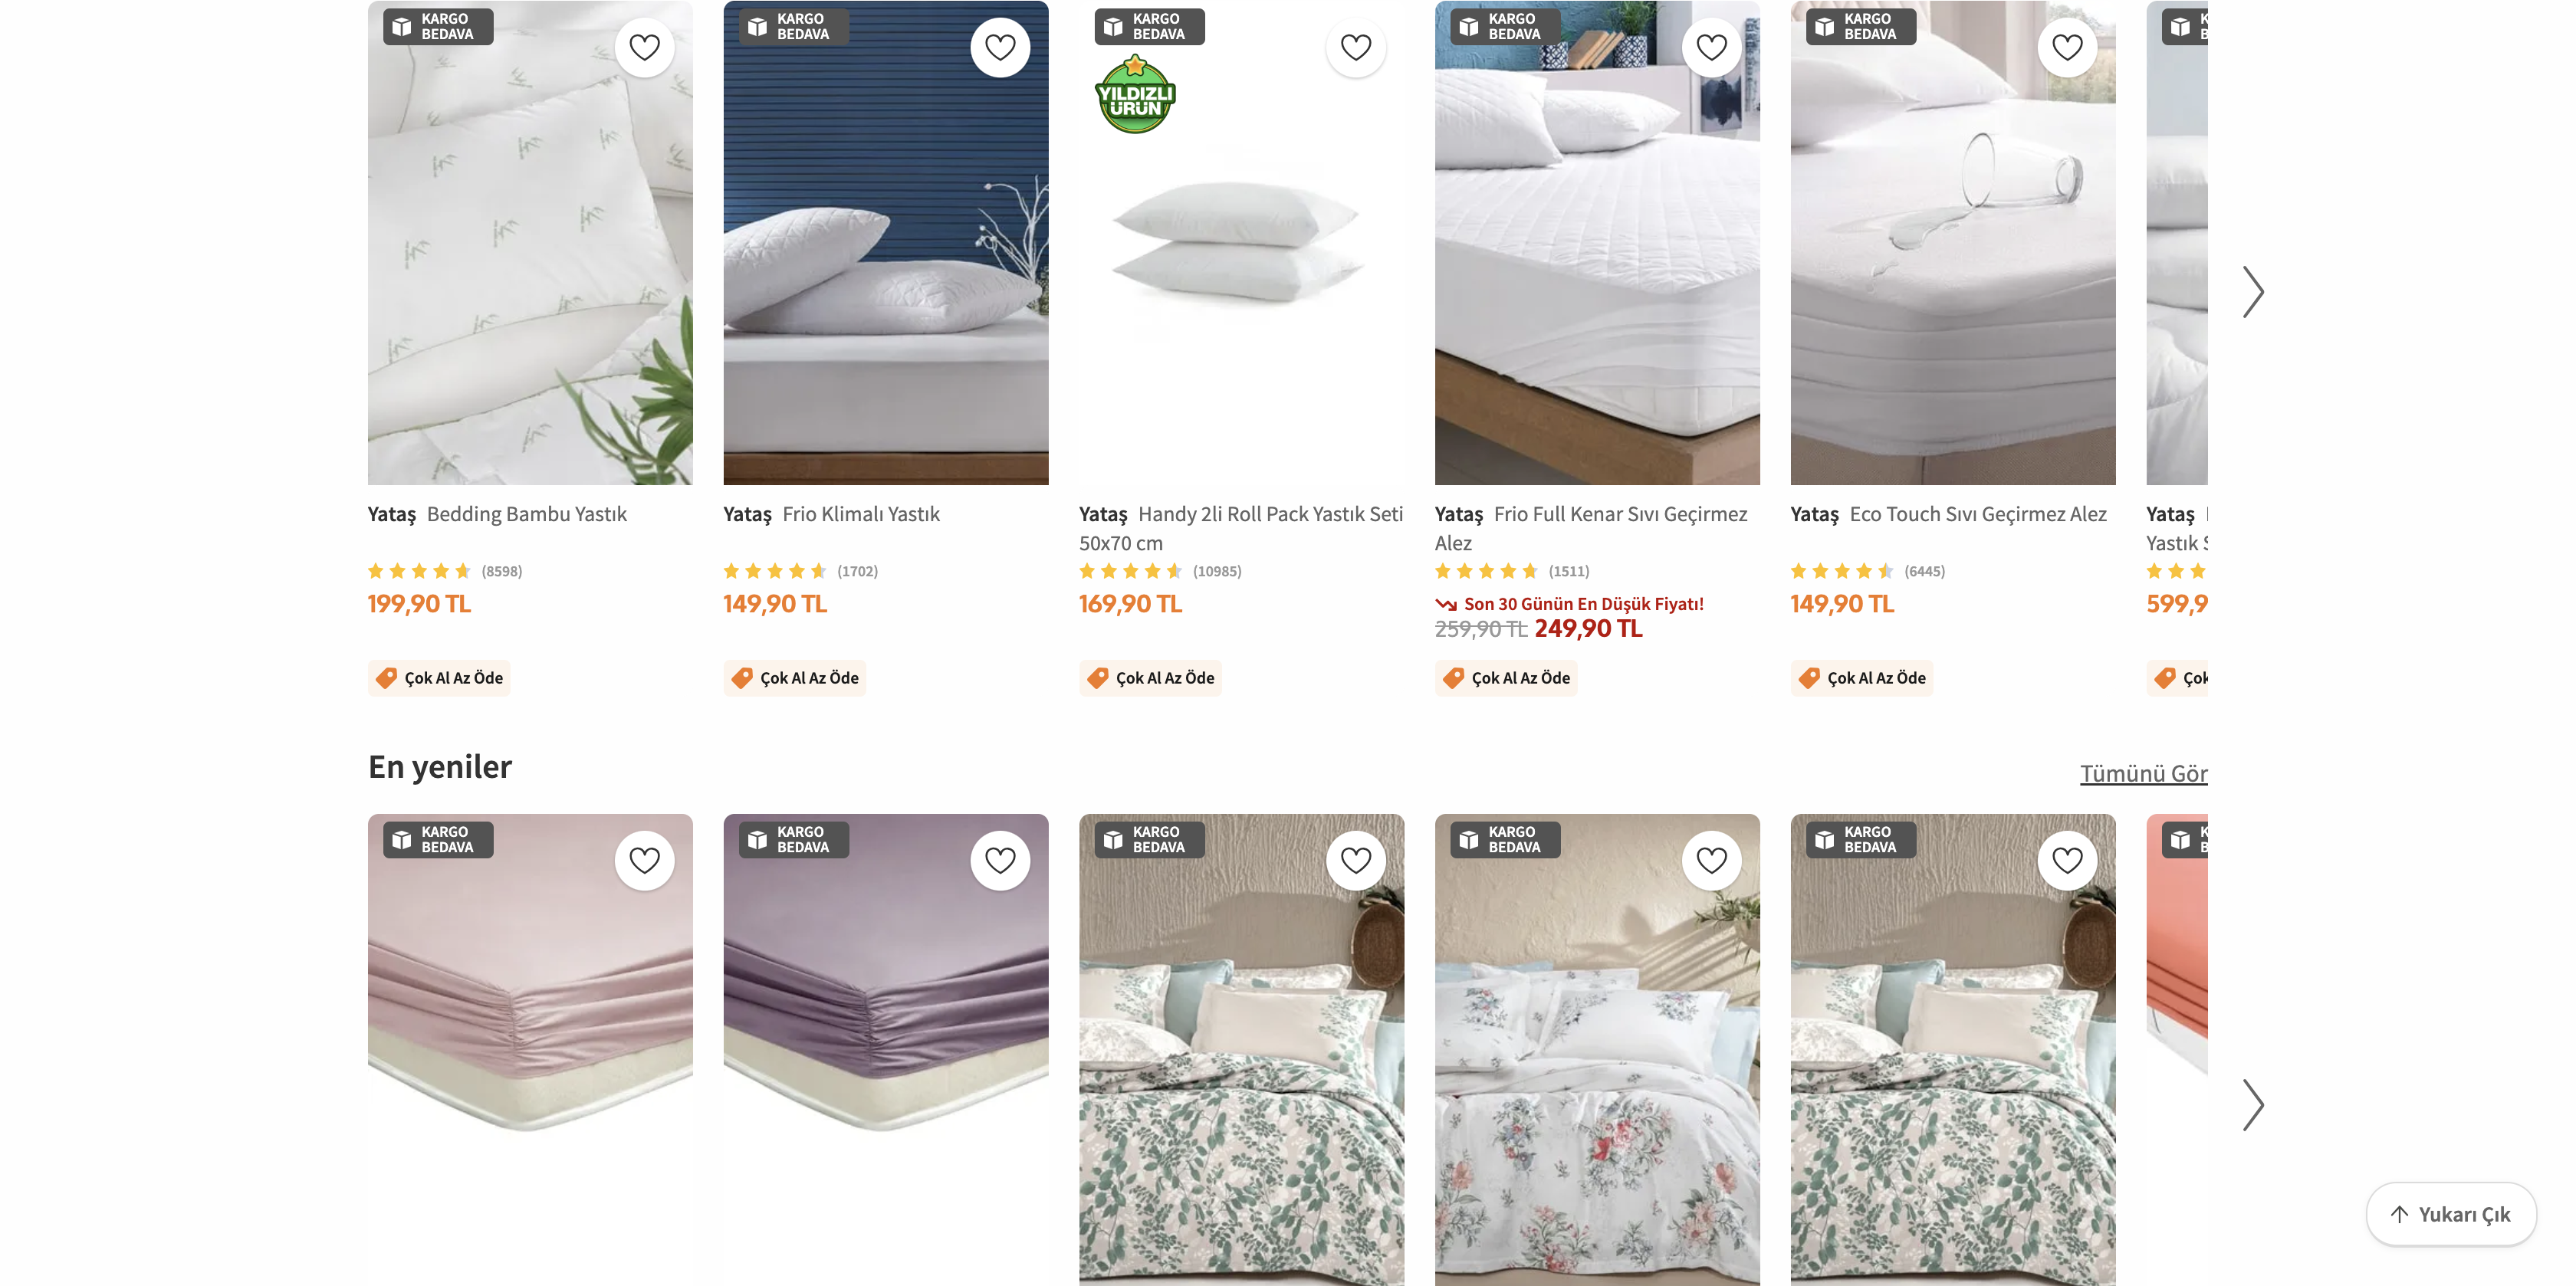 KARGO
BEDAVA
KARGO
BEDAVA
KARGO
BEDAVA
KARGO
BEDAVA
KARGO
BEDAVA
YILDIZLI
ÜRÜN
Yataş Bedding Bambu Yastık
(8598)
199,90 TL
Çok Al Az Öde
Yataş Frio Klimalı Yastık
(1702)
149,90 TL
Çok Al Az Öde
Yataş Handy 2li Roll Pack Yastık Seti
50x70 cm
(10985)
169,90 TL
Çok Al Az Öde
Yataş Frio Full Kenar Sıvı Geçirmez
Alez
(1511)
Son 30 Günün En Düşük Fiyatı!
259,90 TL 249,90 TL
Çok Al Az Öde
Yataş Eco Touch Sıvı Geçirmez Alez
(6445)
149,90 TL
Çok Al Az Öde
Yataş
Yastık
599,9
Çok
En yeniler
Tümünü Gör
KARGO
BEDAVA
KARGO
BEDAVA
KARGO
BEDAVA
KARGO
BEDAVA
KARGO
BEDAVA
Yukarı Çık